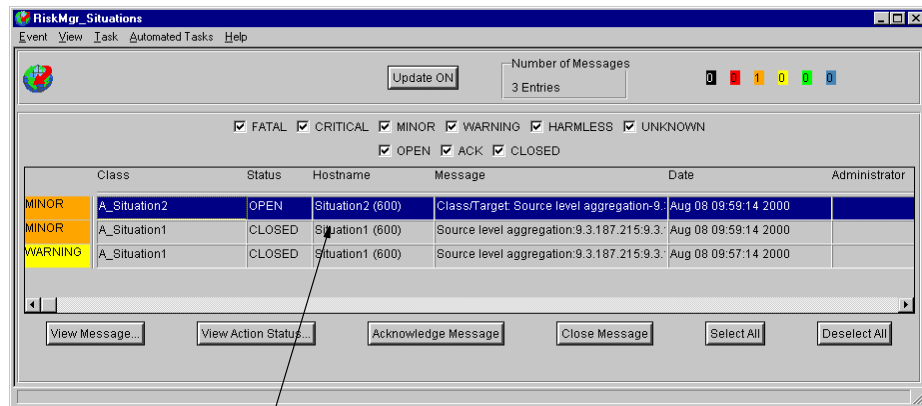 RiskMgr_Situations
Event View Task Automated Tasks Help
Update ON
Number of Messages
3 Entries
0 0 1 0 0 0
FATAL CRITICAL MINOR WARNING HARMLESS UNKNOWN
OPEN ACK CLOSED
Class Status Hostname Message Date Administrator
MINOR A_Situation2 OPEN Situation2 (600) Class/Target: Source level aggregation-9. Aug 08 09:59:14 2000
MINOR A_Situation1 CLOSED Situation1 (600) Source level aggregation:9.3.187.215:9.3. Aug 08 09:59:14 2000
WARNING A_Situation1 CLOSED Situation1 (600) Source level aggregation:9.3.187.215:9.3. Aug 08 09:57:14 2000
View Message... View Action Status... Acknowledge Message Close Message Select All Deselect All